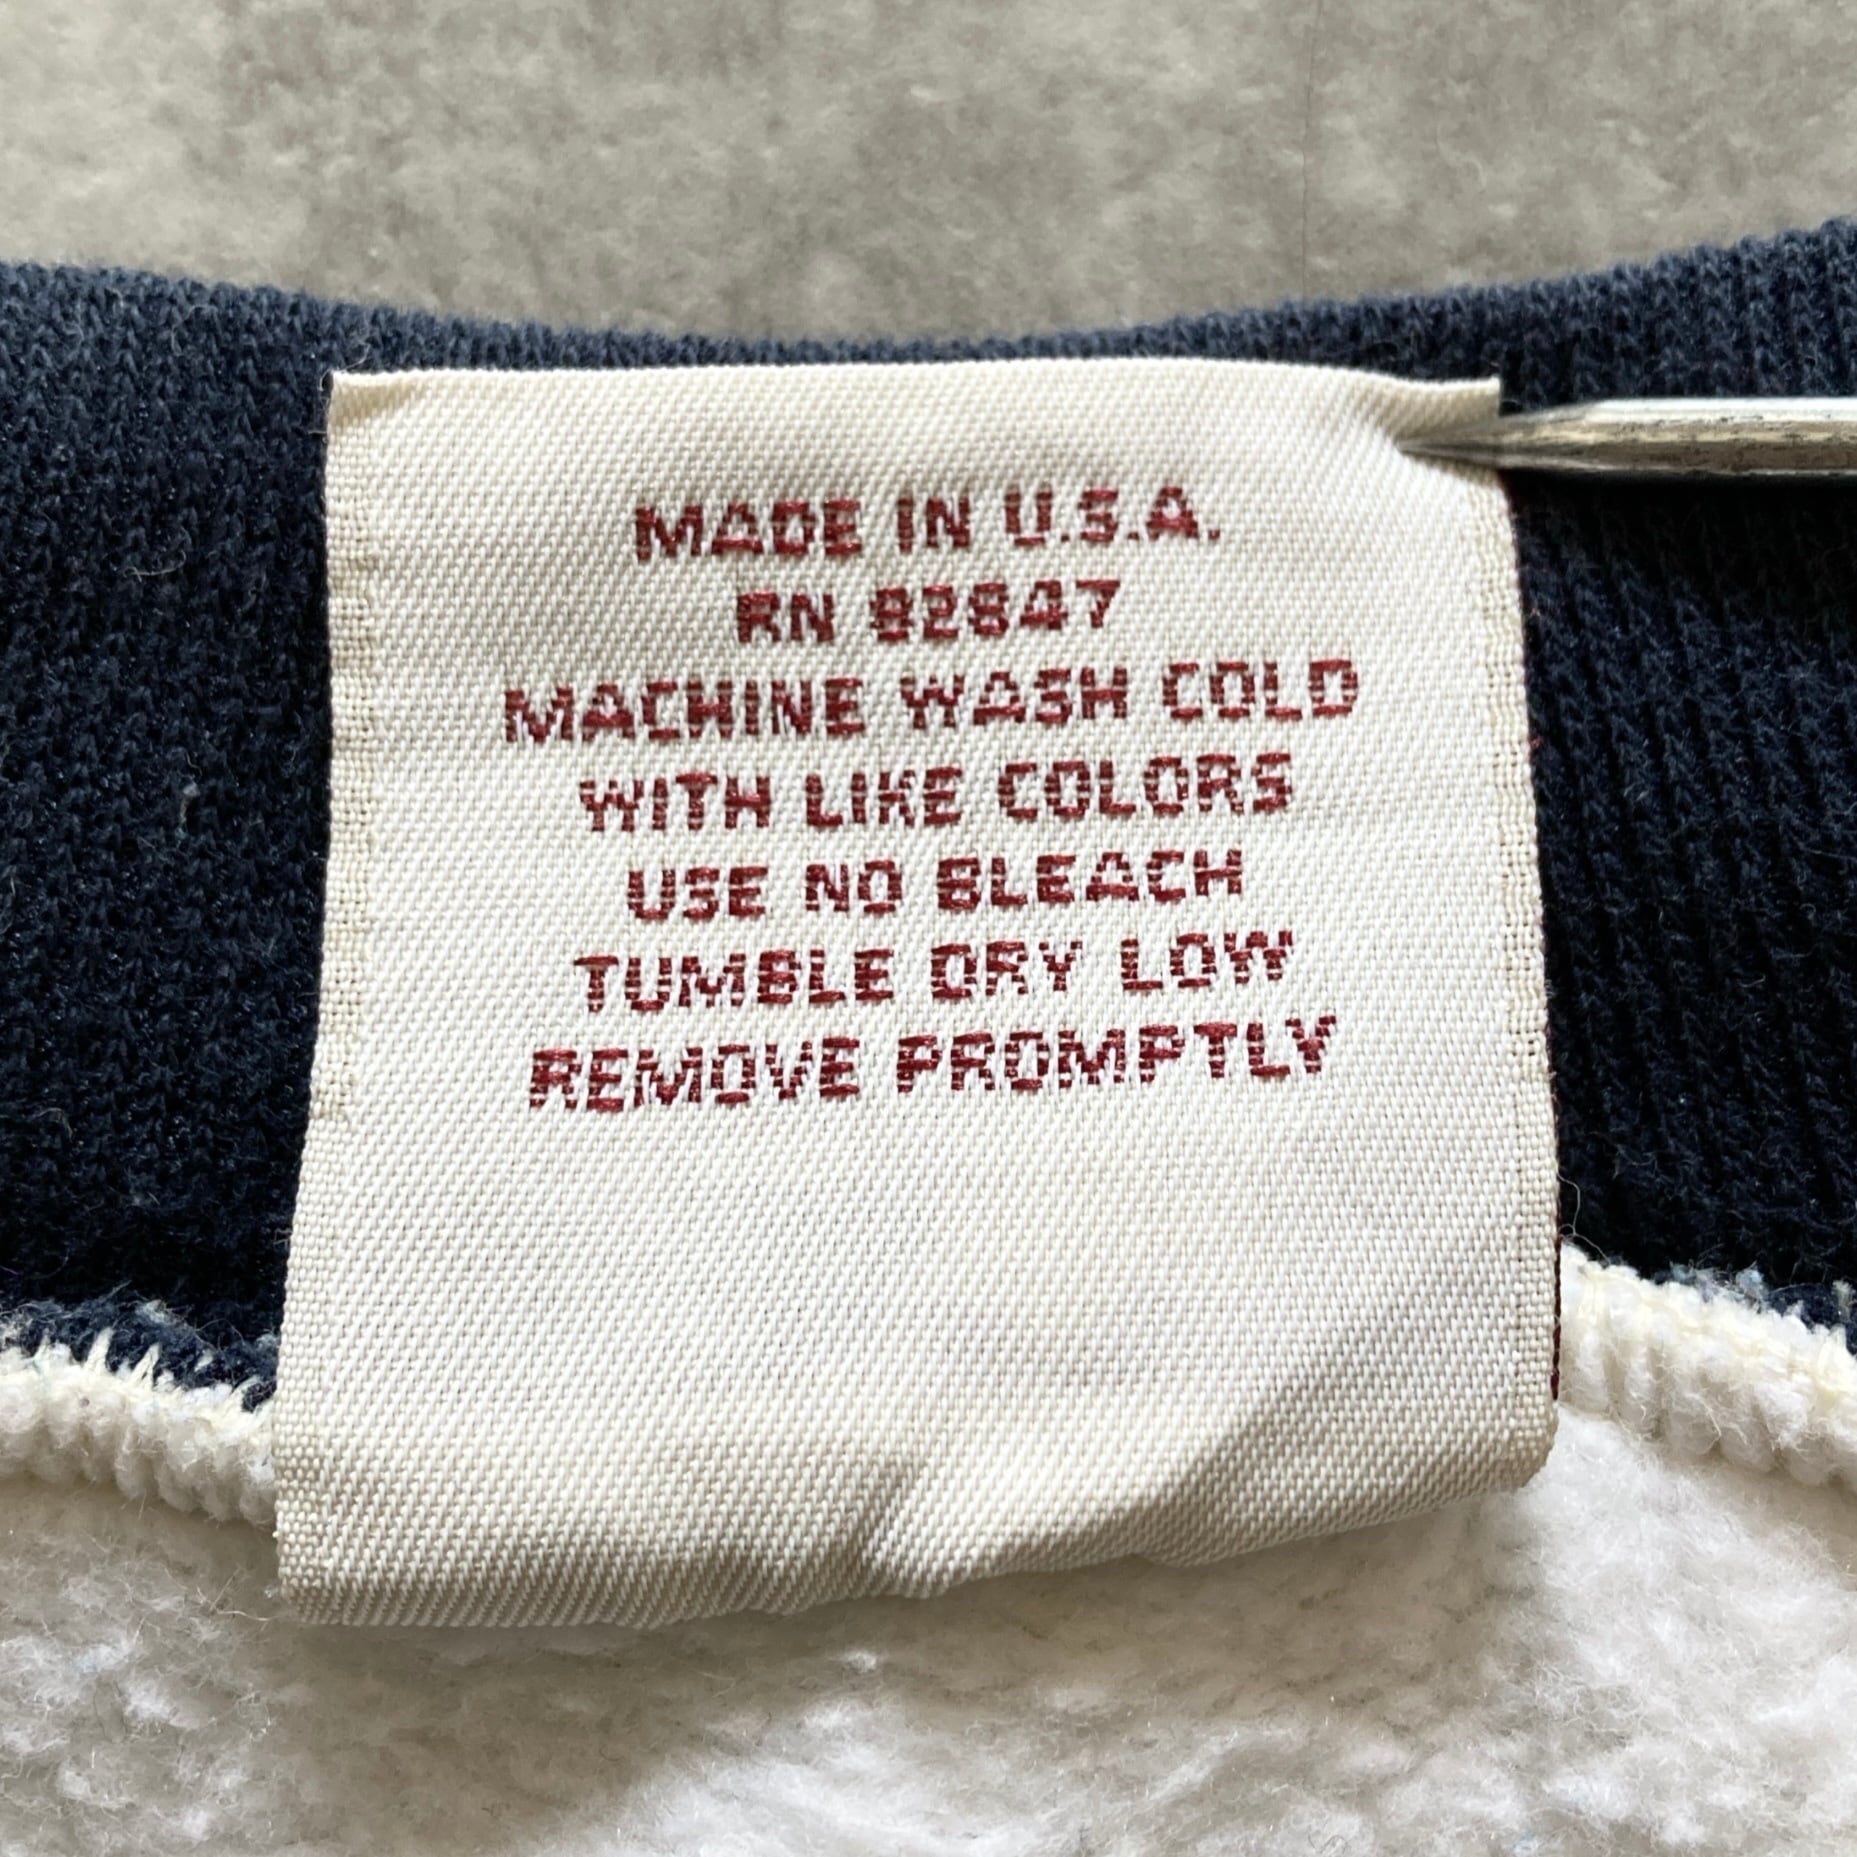 MADE IN U.S.A.
RN 82847
MACHINE WASH COLD
WITH LIKE COLORS
USE NO BLEACH
TUMBLE DRY LOW
REMOVE PROMPTLY